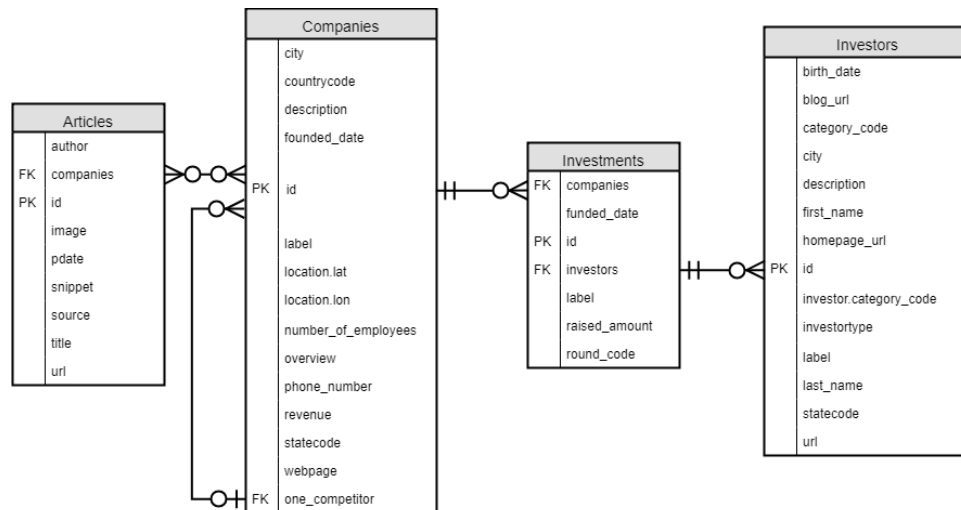 Articles
author
FK companies
PK id
image
pdate
snippet
source
title
url
Companies
city
countrycode
description
founded_date
PK id
label
location.lat
location.lon
number_of_employees
overview
phone_number
revenue
statecode
webpage
FK one_competitor
Investments
FK companies
funded_date
PK id
FK investors
label
raised_amount
round_code
Investors
birth_date
blog_url
category_code
city
description
first_name
homepage_url
PK id
investor.category_code
investortype
label
last_name
statecode
url